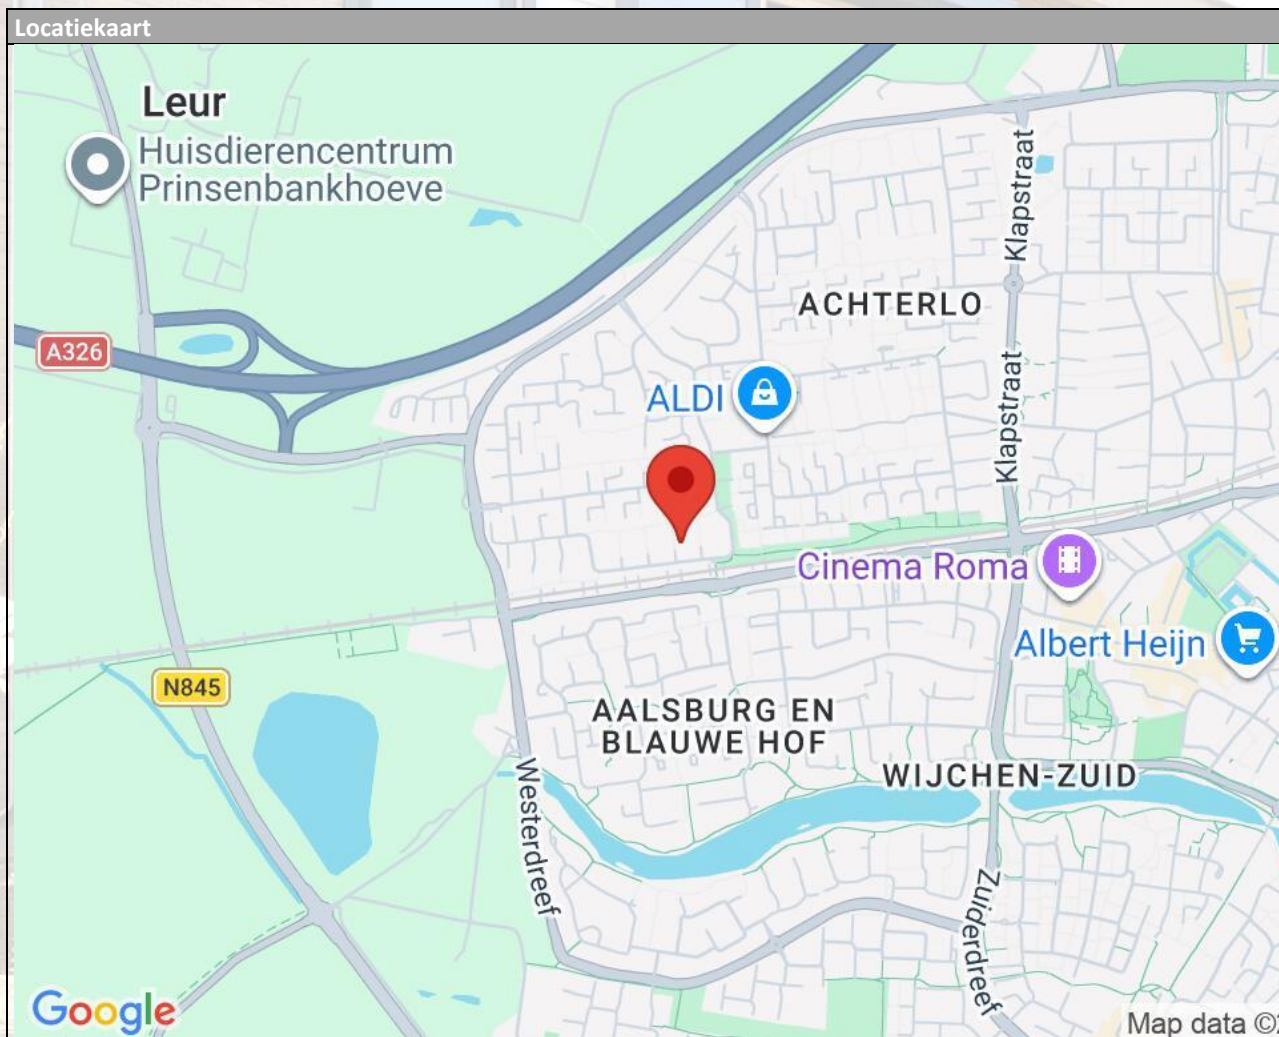 Locatiekaart
Leur
Huisdierencentrum
Prinsenbankhoeve
Klapstraat
ACHTERLO
A326
ALDI
Klapstraat
Cinema Roma
Albert Heijn
N845
AALSBURG EN
BLAUWE HOF
WIJCHEN-ZUID
Westerdreef
Zuiderdreef
Google
Map data ©